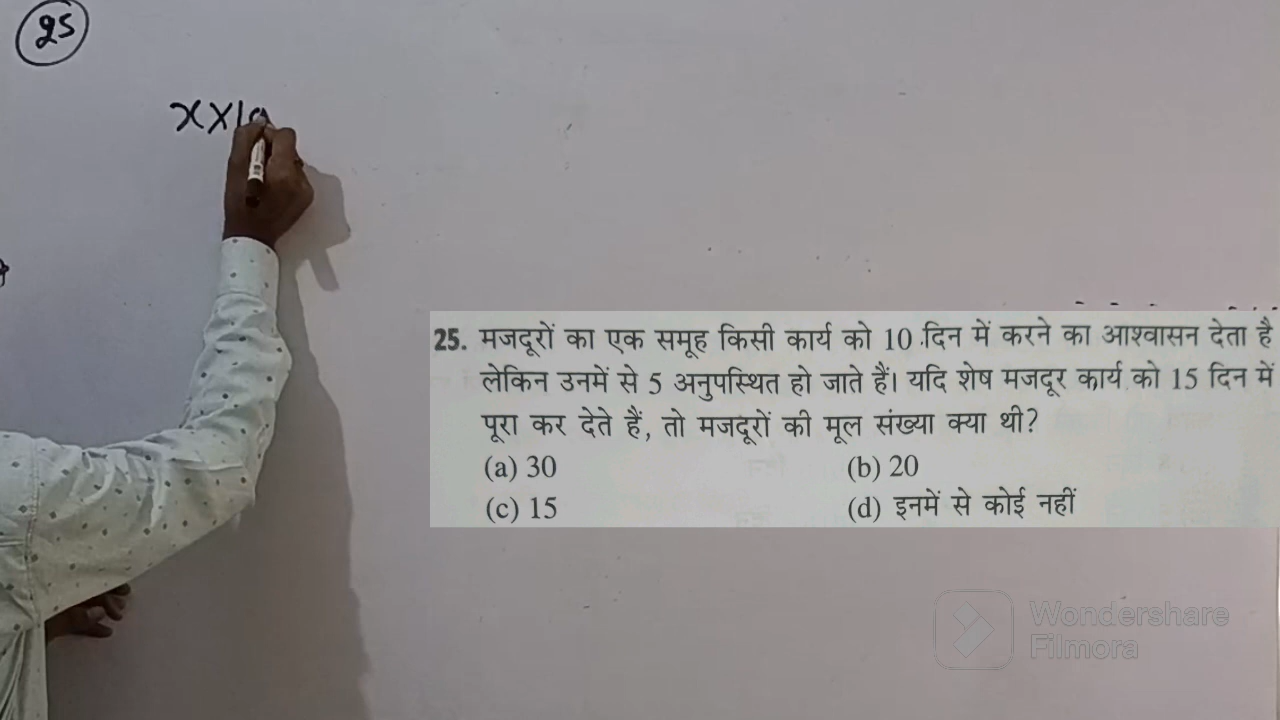 25
x×10
25. मजदूरों का एक समूह किसी कार्य को 10 दिन में करने का आश्वासन देता है
लेकिन उनमें से 5 अनुपस्थित हो जाते हैं। यदि शेष मजदूर कार्य को 15 दिन में
पूरा कर देते हैं, तो मजदूरों की मूल संख्या क्या थी?
(a) 30 (b) 20
(c) 15 (d) इनमें से कोई नहीं
Wondershare
Filmora